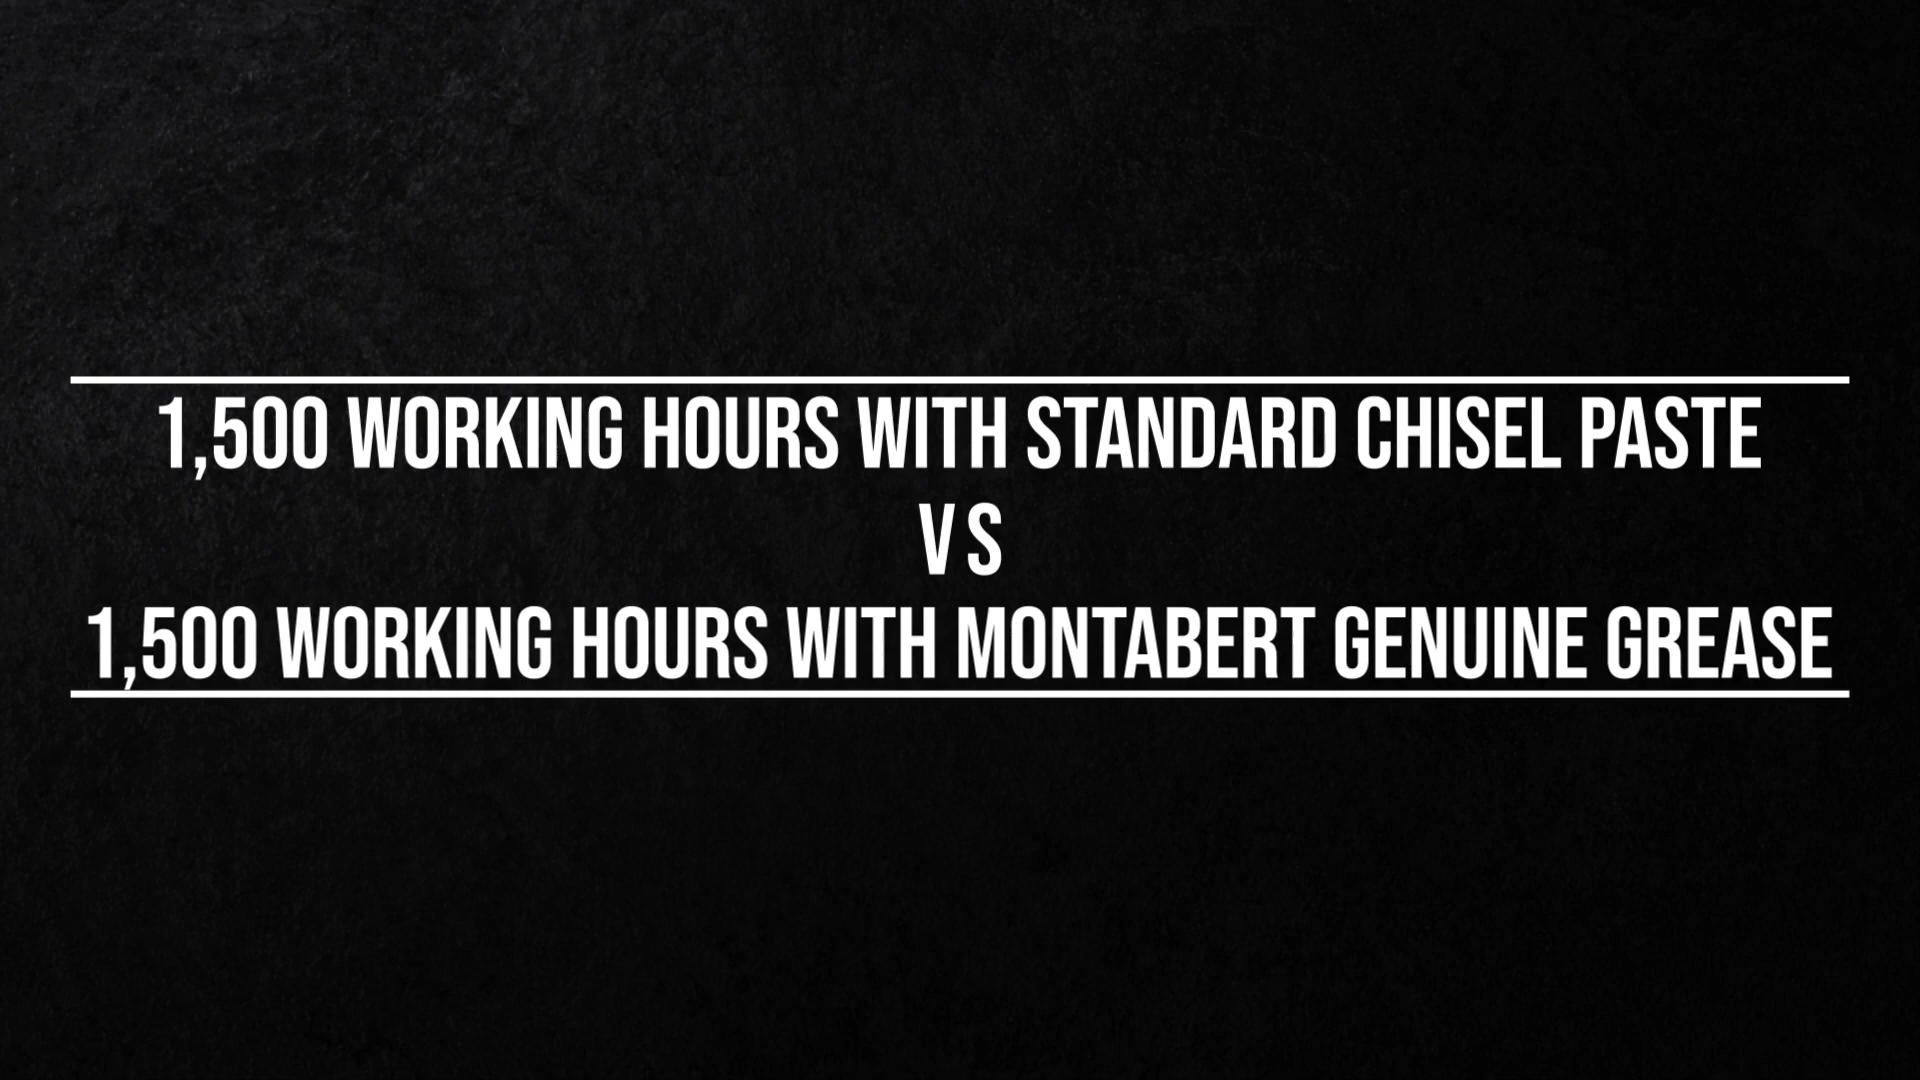 1,500 WORKING HOURS WITH STANDARD CHISEL PASTE
VS
1,500 WORKING HOURS WITH MONTABERT GENUINE GREASE